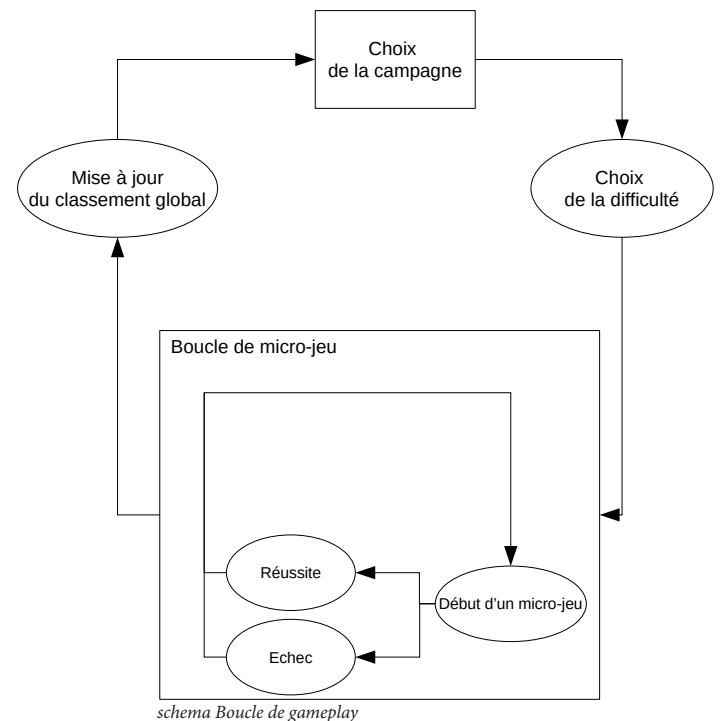 Choix
de la campagne
Mise à jour
du classement global
Choix
de la difficulté
Boucle de micro-jeu
Réussite
Début d'un micro-jeu
Echec
schema Boucle de gameplay